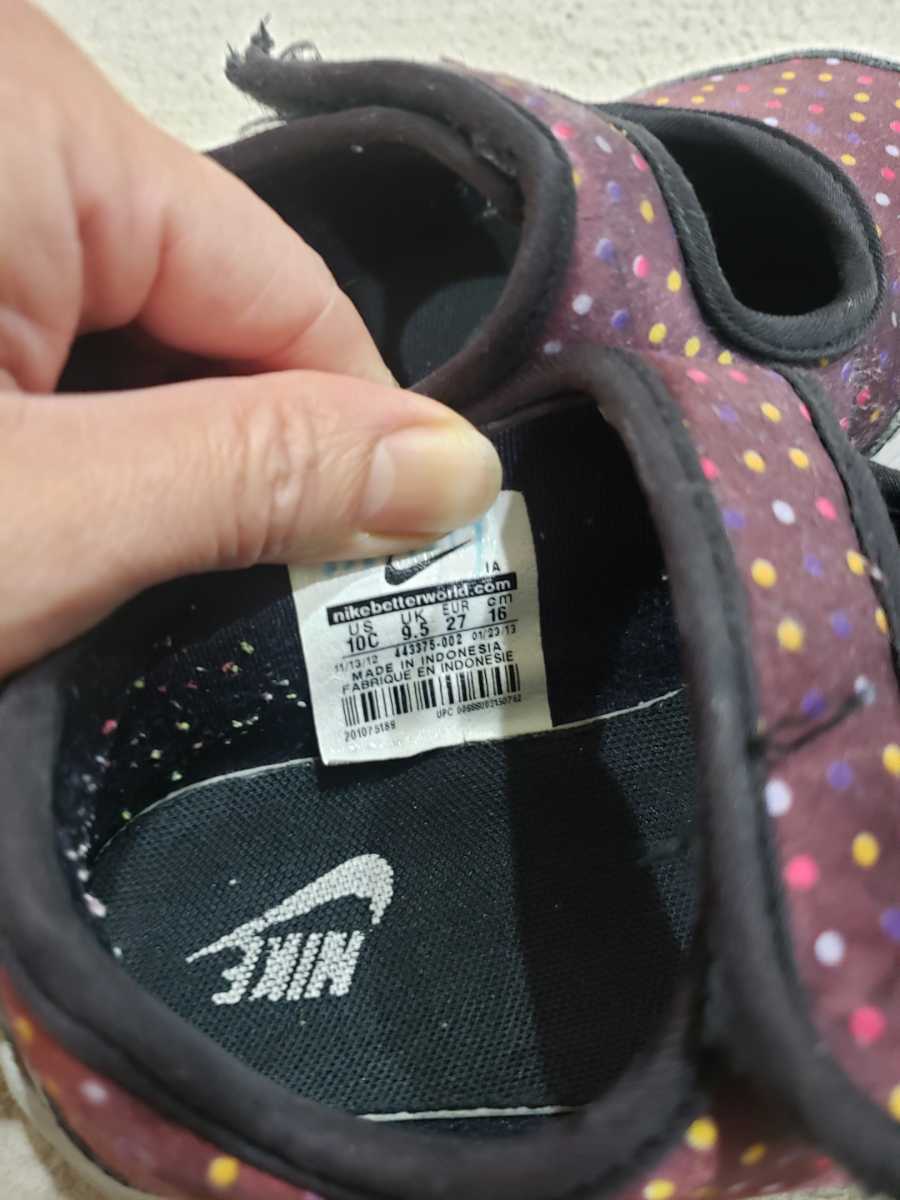 IA
nikebetterworld.com
US UK EUR cm
10C 9.5 27 16
11/13/12 443375-002 01/23/13
MADE IN INDONESIA
FABRIQUE EN INDONESIE
201075189
NIKE